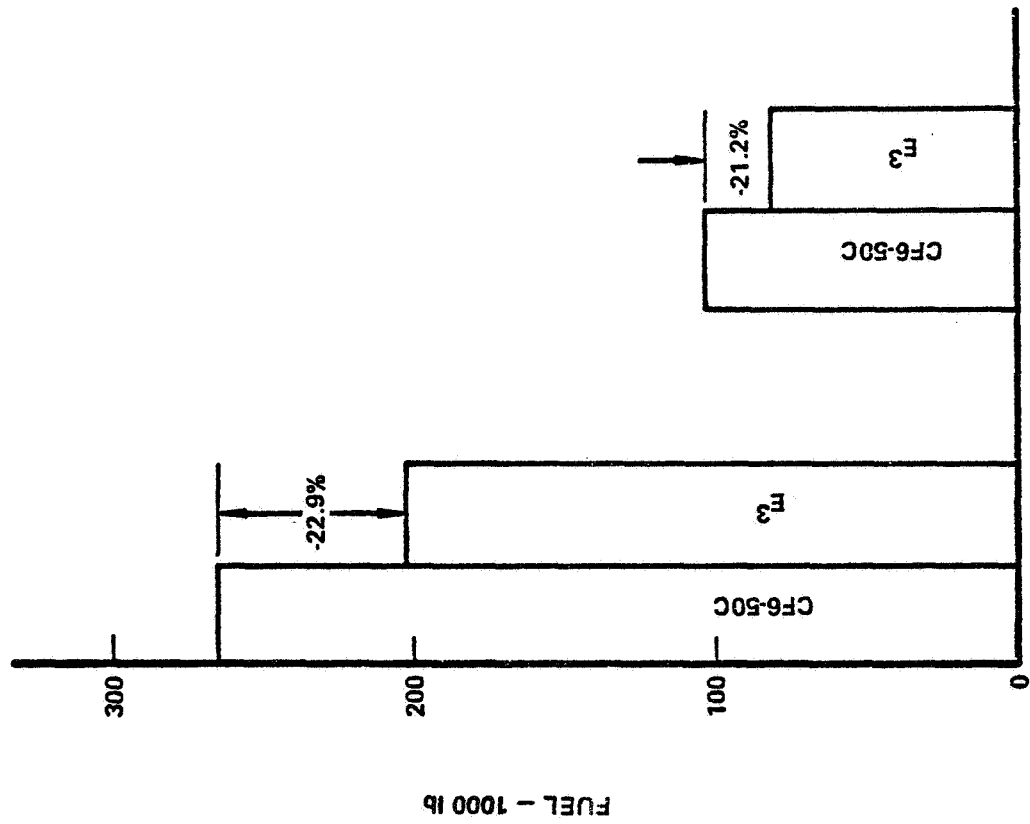 FUEL – 1000 lb
300
200
100
0
-22.9%
CF6-50C
E³
-21.2%
CF6-50C
E³